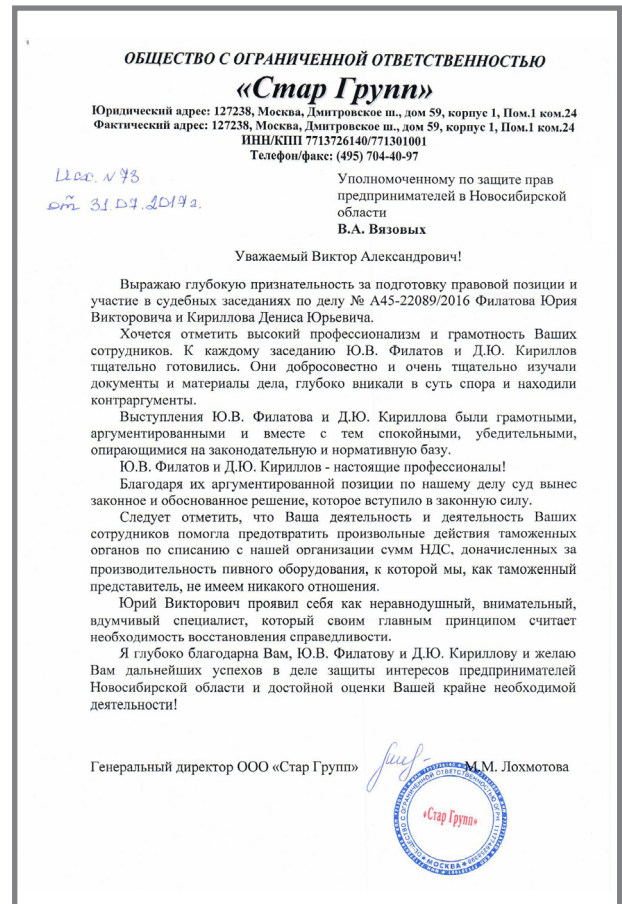 ОБЩЕСТВО С ОГРАНИЧЕННОЙ ОТВЕТСТВЕННОСТЬЮ
«Стар Групп»
Юридический адрес: 127238, Москва, Дмитровское ш., дом 59, корпус 1, Пом.1 ком.24
Фактический адрес: 127238, Москва, Дмитровское ш., дом 59, корпус 1, Пом.1 ком.24
ИНН/КПП 7713726140/771301001
Телефон/факс: (495) 704-40-97
Исх. № 73
от 31.07.2017г.
Уполномоченному по защите прав
предпринимателей в Новосибирской
области
В.А. Вязовых
Уважаемый Виктор Александрович!
Выражаю глубокую признательность за подготовку правовой позиции и
участие в судебных заседаниях по делу № А45-22089/2016 Филатова Юрия
Викторовича и Кириллова Дениса Юрьевича.
Хочется отметить высокий профессионализм и грамотность Ваших
сотрудников. К каждому заседанию Ю.В. Филатов и Д.Ю. Кириллов
тщательно готовились. Они добросовестно и очень тщательно изучали
документы и материалы дела, глубоко вникали в суть спора и находили
контраргументы.
Выступления Ю.В. Филатова и Д.Ю. Кириллова были грамотными,
аргументированными и вместе с тем спокойными, убедительными,
опирающимися на законодательную и нормативную базу.
Ю.В. Филатов и Д.Ю. Кириллов - настоящие профессионалы!
Благодаря их аргументированной позиции по нашему делу суд вынес
законное и обоснованное решение, которое вступило в законную силу.
Следует отметить, что Ваша деятельность и деятельность Ваших
сотрудников помогла предотвратить произвольные действия таможенных
органов по списанию с нашей организации сумм НДС, доначисленных за
производительность пивного оборудования, к которой мы, как таможенный
представитель, не имеем никакого отношения.
Юрий Викторович проявил себя как неравнодушный, внимательный,
вдумчивый специалист, который своим главным принципом считает
необходимость восстановления справедливости.
Я глубоко благодарна Вам, Ю.В. Филатову и Д.Ю. Кириллову и желаю
Вам дальнейших успехов в деле защиты интересов предпринимателей
Новосибирской области и достойной оценки Вашей крайне необходимой
деятельности!
Генеральный директор ООО «Стар Групп» М.М. Лохмотова
«Стар Групп»
ОБЩЕСТВО С ОГРАНИЧЕННОЙ ОТВЕТСТВЕННОСТЬЮ ОГРН
* МОСКВА *